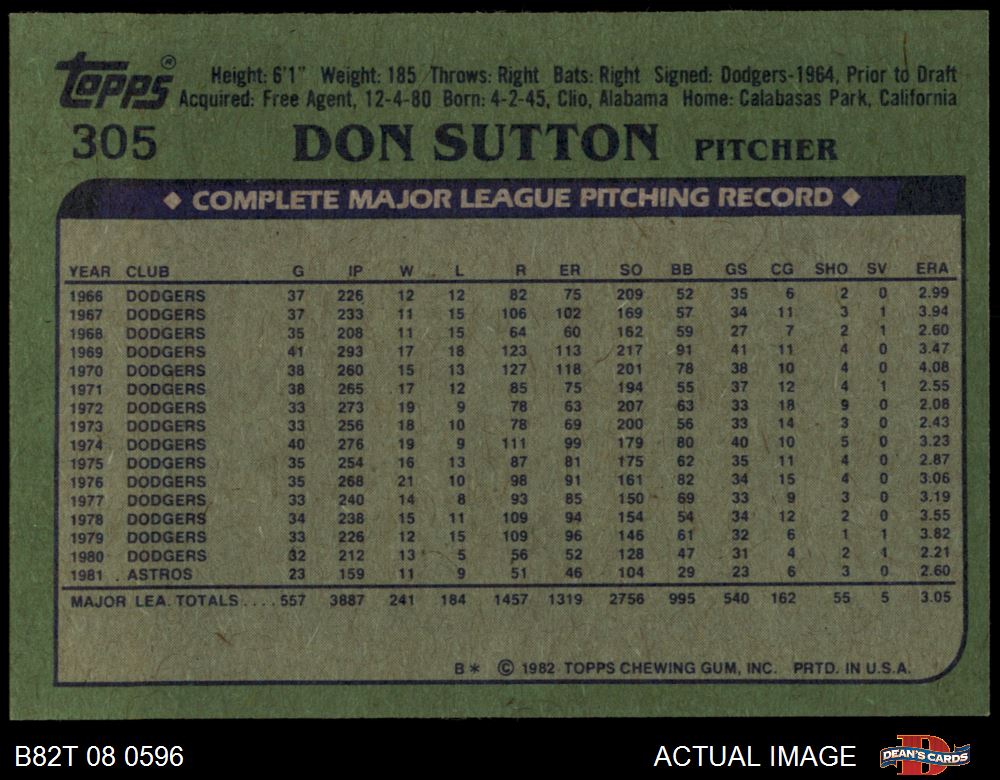 Topps®
Height: 6'1" Weight: 185 Throws: Right Bats: Right Signed: Dodgers-1964, Prior to Draft
Acquired: Free Agent, 12-4-80 Born: 4-2-45, Clio, Alabama Home: Calabasas Park, California
305 DON SUTTON PITCHER
◆ COMPLETE MAJOR LEAGUE PITCHING RECORD ◆
YEAR CLUB G IP W L R ER SO BB GS CG SHO SV ERA
1966 DODGERS 37 226 12 12 82 75 209 52 35 6 2 0 2.99
1967 DODGERS 37 233 11 15 106 102 169 57 34 11 3 1 3.94
1968 DODGERS 35 208 11 15 64 60 162 59 27 7 2 1 2.60
1969 DODGERS 41 293 17 18 123 113 217 91 41 11 4 0 3.47
1970 DODGERS 38 260 15 13 127 118 201 78 38 10 4 0 4.08
1971 DODGERS 38 265 17 12 85 75 194 55 37 12 4 1 2.55
1972 DODGERS 33 273 19 9 78 63 207 63 33 18 9 0 2.08
1973 DODGERS 33 256 18 10 78 69 200 56 33 14 3 0 2.43
1974 DODGERS 40 276 19 9 111 99 179 80 40 10 5 0 3.23
1975 DODGERS 35 254 16 13 87 81 175 62 35 11 4 0 2.87
1976 DODGERS 35 268 21 10 98 91 161 82 34 15 4 0 3.06
1977 DODGERS 33 240 14 8 93 85 150 69 33 9 3 0 3.19
1978 DODGERS 34 238 15 11 109 94 154 54 34 12 2 0 3.55
1979 DODGERS 33 226 12 15 109 96 146 61 32 6 1 1 3.82
1980 DODGERS 32 212 13 5 56 52 128 47 31 4 2 1 2.21
1981 ASTROS 23 159 11 9 51 46 104 29 23 6 3 0 2.60
MAJOR LEA. TOTALS.... 557 3887 241 184 1457 1319 2756 995 540 162 55 5 3.05
B* © 1982 TOPPS CHEWING GUM, INC. PRTD. IN U.S.A.
B82T 08 0596 ACTUAL IMAGE DEAN'S CARDS